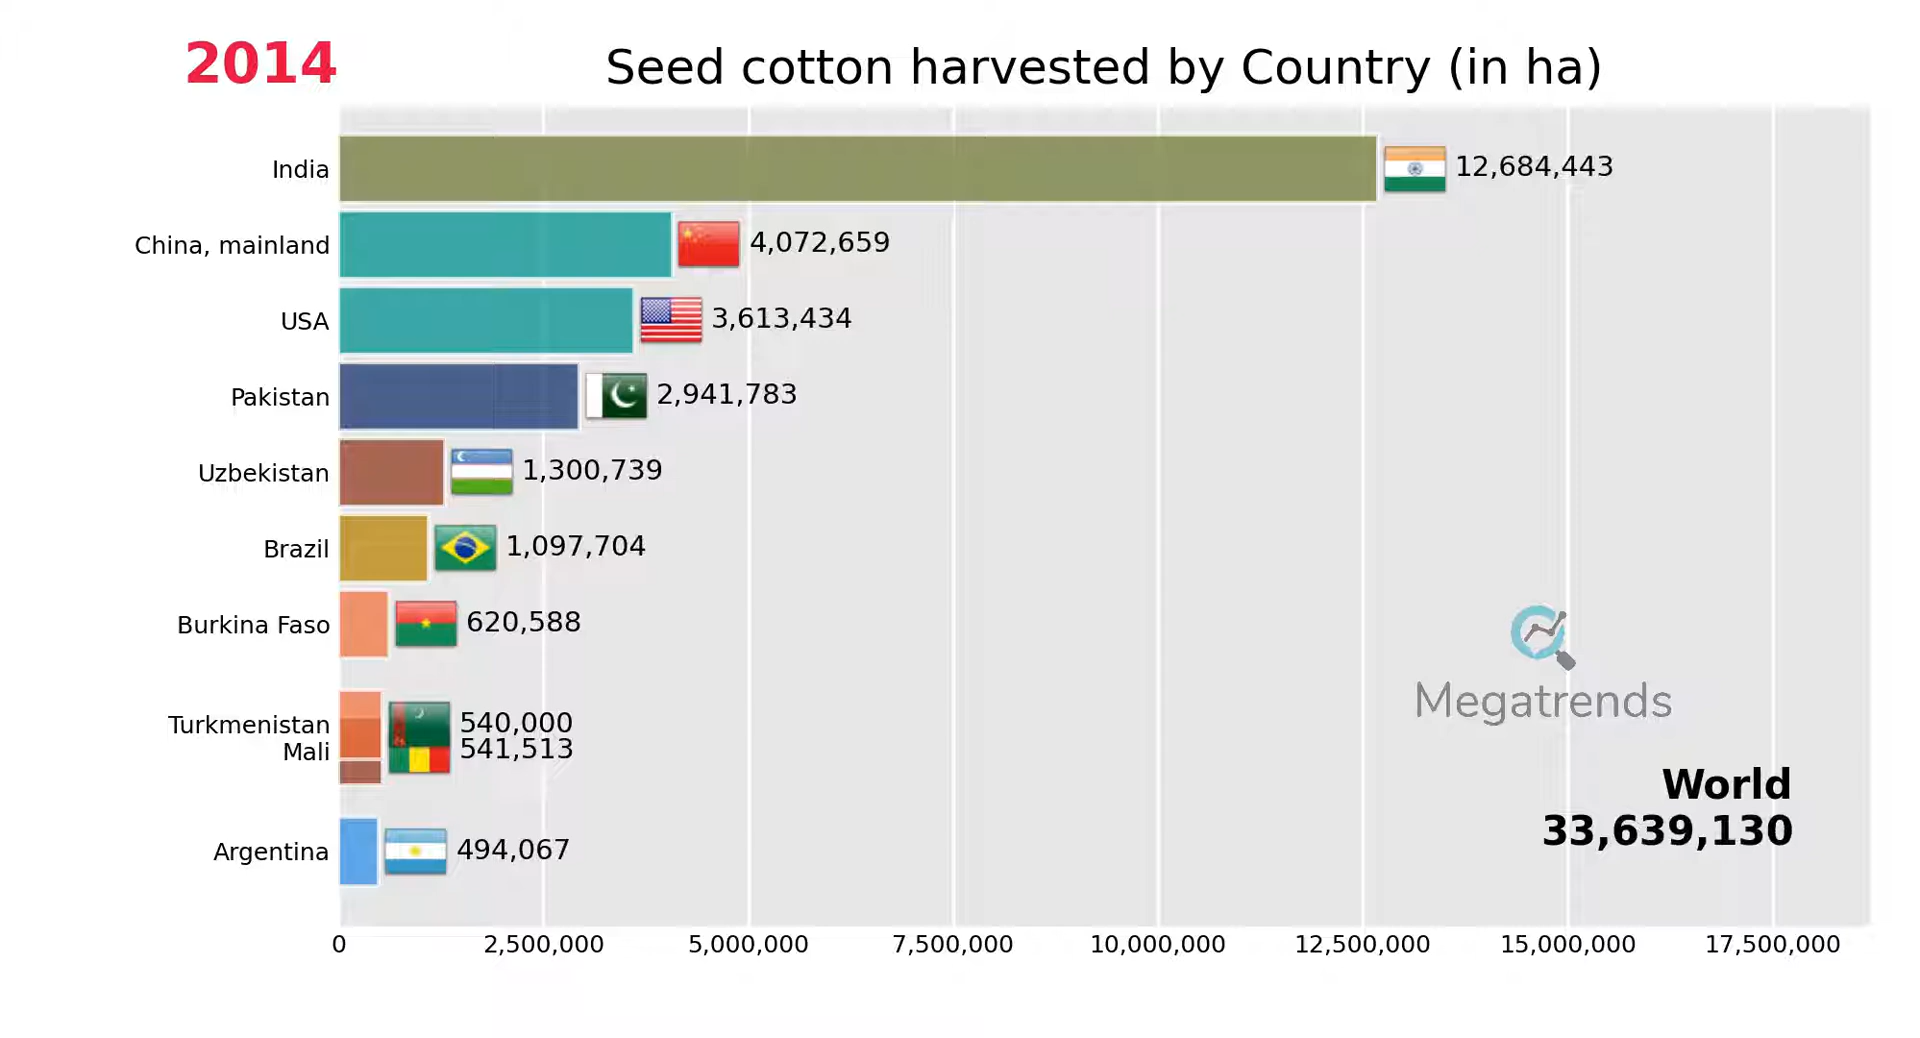 2014
Seed cotton harvested by Country (in ha)
India 12,684,443
China, mainland 4,072,659
USA 3,613,434
Pakistan 2,941,783
Uzbekistan 1,300,739
Brazil 1,097,704
Burkina Faso 620,588
Turkmenistan 540,000
Mali 541,513
Argentina 494,067
Megatrends
World
33,639,130
0 2,500,000 5,000,000 7,500,000 10,000,000 12,500,000 15,000,000 17,500,000